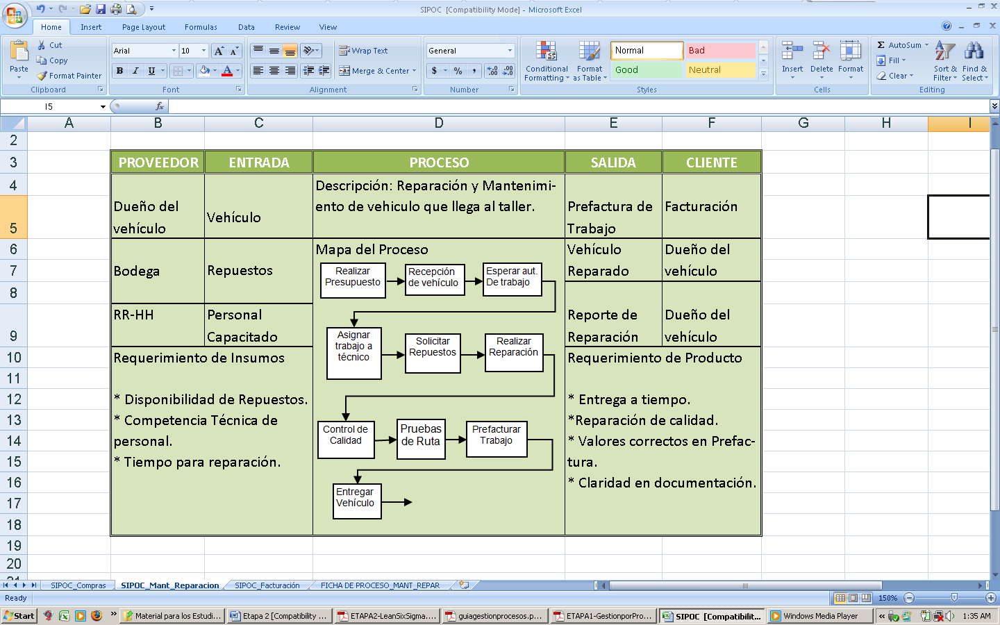 SIPOC  [Compatibility Mode] - Microsoft Excel
Home Insert Page Layout Formulas Data Review View
Paste Cut Copy Format Painter Clipboard
Arial 10 A A B I U A Font
Wrap Text Merge & Center Alignment
General $ % , .00 Number
Conditional Formatting Format as Table Normal Bad Good Neutral Styles
Insert Delete Format Cells
Σ AutoSum Fill Clear Sort & Filter Find & Select Editing
I5 fx
A B C D E F G H I
2
3 PROVEEDOR ENTRADA PROCESO SALIDA CLIENTE
4
5
6
7
8
9
10
11
12
13
14
15
16
17
18
19
20
21
Dueño del
vehículo
Vehículo
Descripción: Reparación y Mantenimi-
ento de vehiculo que llega al taller.
Prefactura de
Trabajo
Facturación
Bodega
Repuestos
RR-HH
Personal
Capacitado
Mapa del Proceso
Realizar
Presupuesto
Recepción
de vehículo
Esperar aut.
De trabajo
Asignar
trabajo a
técnico
Solicitar
Repuestos
Realizar
Reparación
Control de
Calidad
Pruebas
de Ruta
Prefacturar
Trabajo
Entregar
Vehículo
Vehículo
Reparado
Dueño del
vehículo
Reporte de
Reparación
Dueño del
vehículo
Requerimiento de Insumos
* Disponibilidad de Repuestos.
* Competencia Técnica de
personal.
* Tiempo para reparación.
Requerimiento de Producto
* Entrega a tiempo.
*Reparación de calidad.
* Valores correctos en Prefac-
tura.
* Claridad en documentación.
SIPOC_Compras SIPOC_Mant_Reparacion SIPOC_Facturación FICHA DE PROCESO_MANT_REPAR
Ready 150%
Start » Material para los Estudi... Etapa 2 [Compatibility ... ETAPA2-LeanSixSigma.... guiagestionprocesos.p... ETAPA1-GestionporPro... SIPOC [Compatibilit... Windows Media Player « 1:35 AM